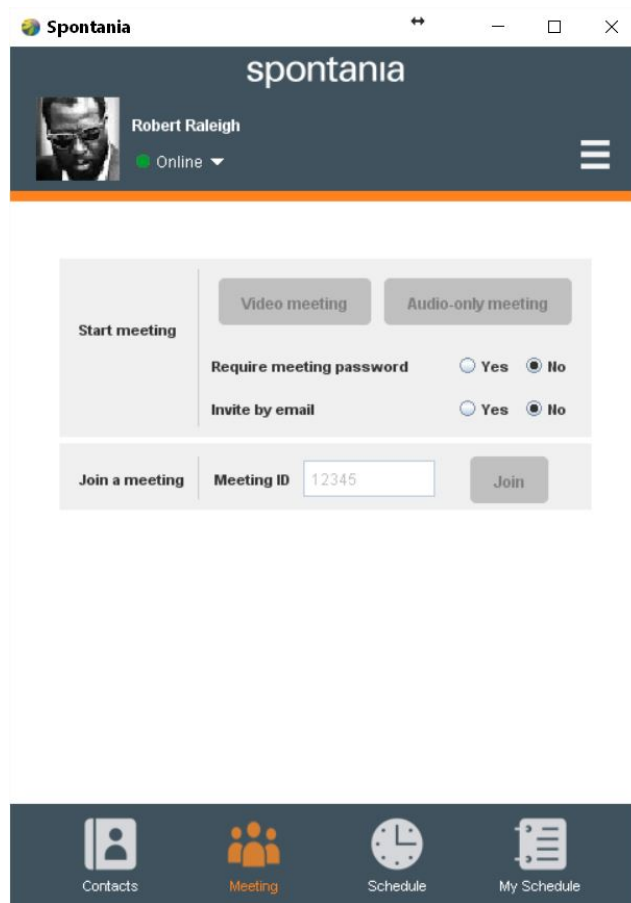 Spontania
spontania
Robert Raleigh
Online
Video meeting Audio-only meeting
Start meeting
Require meeting password Yes No
Invite by email Yes No
Join a meeting Meeting ID 12345 Join
Contacts Meeting Schedule My Schedule